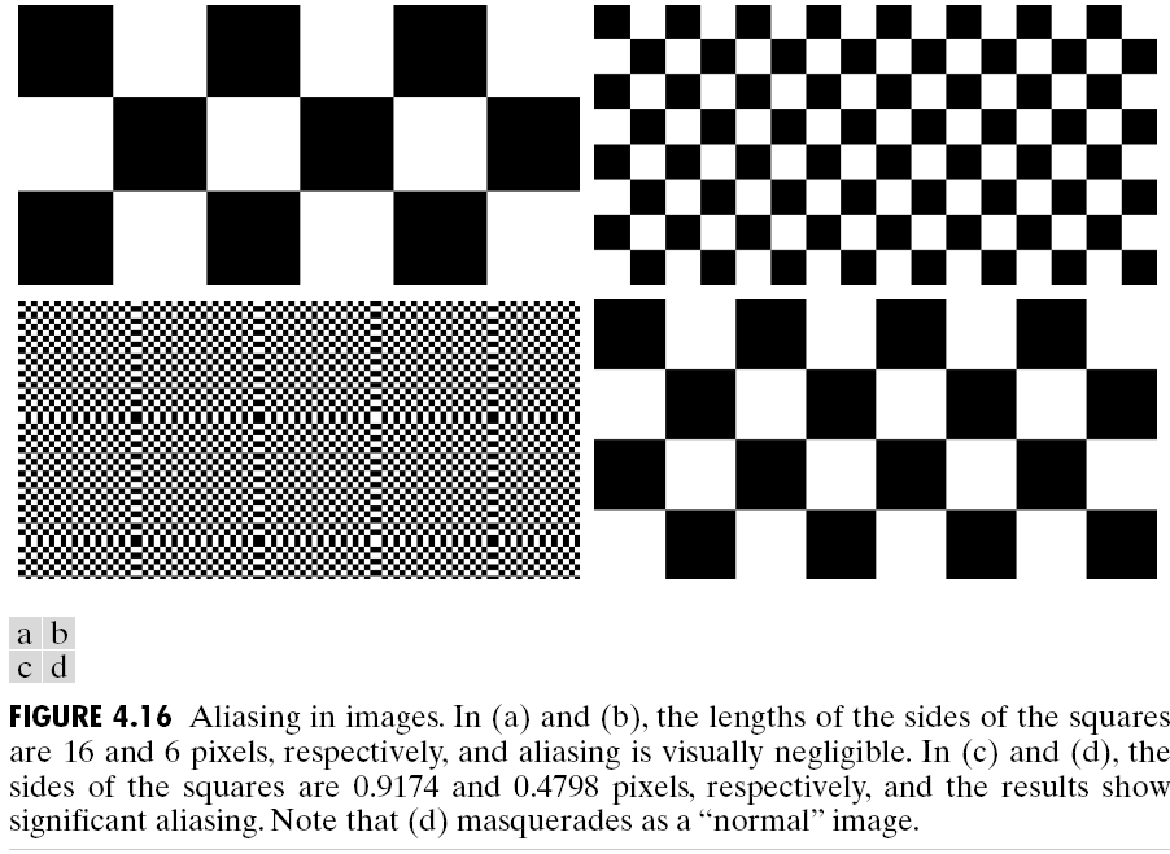 a b
c d
FIGURE 4.16 Aliasing in images. In (a) and (b), the lengths of the sides of the squares
are 16 and 6 pixels, respectively, and aliasing is visually negligible. In (c) and (d), the
sides of the squares are 0.9174 and 0.4798 pixels, respectively, and the results show
significant aliasing. Note that (d) masquerades as a “normal” image.